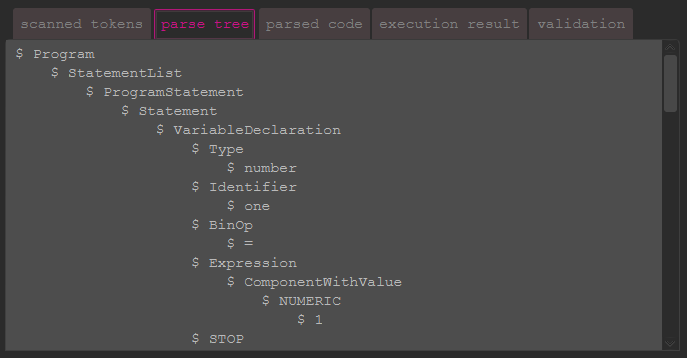 scanned tokens parse tree parsed code execution result validation
$ Program
$ StatementList
$ ProgramStatement
$ Statement
$ VariableDeclaration
$ Type
$ number
$ Identifier
$ one
$ BinOp
$ =
$ Expression
$ ComponentWithValue
$ NUMERIC
$ 1
$ STOP